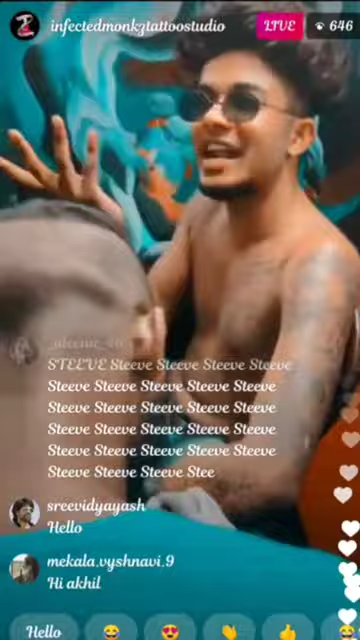 infectedmonkztattoostudio
LIVE
646
STEEVE Steeve Steeve Steeve Steeve
Steeve Steeve Steeve Steeve Steeve
Steeve Steeve Steeve Steeve Steeve
Steeve Steeve Steeve Steeve Steeve
Steeve Steeve Steeve Steeve Steeve
Steeve Steeve Steeve Stee
sreevidyayash
Hello
mekala.vyshnavi.9
Hi akhil
Hello
😂 😍 👏 👍 😂